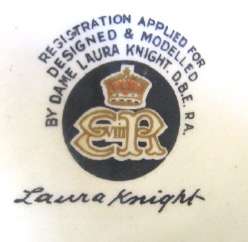 REGISTRATION APPLIED FOR
DESIGNED & MODELLED
BY DAME LAURA KNIGHT. D.B.E. R.A.
E VIII R
Laura Knight